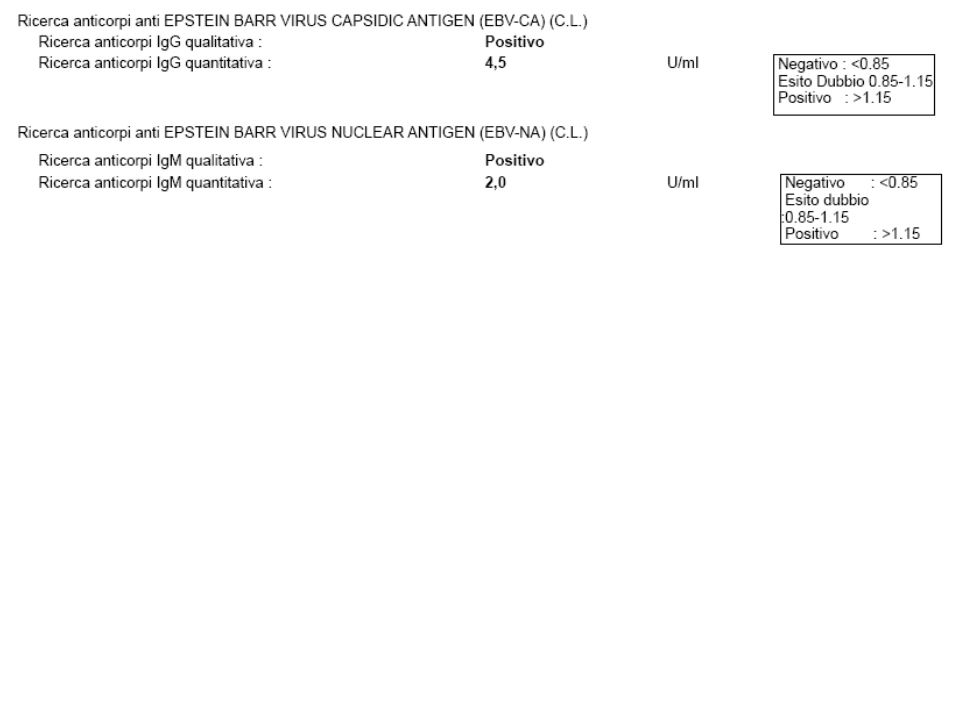 Ricerca anticorpi anti EPSTEIN BARR VIRUS CAPSIDIC ANTIGEN (EBV-CA) (C.L.)
Ricerca anticorpi IgG qualitativa : Positivo
Ricerca anticorpi IgG quantitativa : 4,5 U/ml
Negativo : <0.85
Esito Dubbio 0.85-1.15
Positivo : >1.15
Ricerca anticorpi anti EPSTEIN BARR VIRUS NUCLEAR ANTIGEN (EBV-NA) (C.L.)
Ricerca anticorpi IgM qualitativa : Positivo
Ricerca anticorpi IgM quantitativa : 2,0 U/ml
Negativo : <0.85
Esito dubbio
:0.85-1.15
Positivo : >1.15